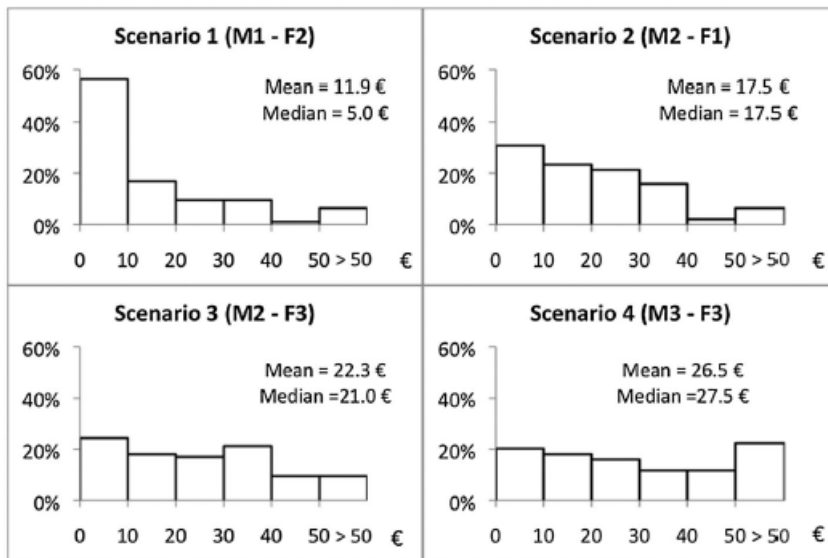 Scenario 1 (M1 - F2)
60%
Mean = 11.9 €
Median = 5.0 €
40%
20%
0%
0 10 20 30 40 50 > 50 €
Scenario 2 (M2 - F1)
60%
Mean = 17.5 €
Median = 17.5 €
40%
20%
0%
0 10 20 30 40 50 > 50 €
Scenario 3 (M2 - F3)
60%
Mean = 22.3 €
Median =21.0 €
40%
20%
0%
0 10 20 30 40 50 > 50 €
Scenario 4 (M3 - F3)
60%
Mean = 26.5 €
Median =27.5 €
40%
20%
0%
0 10 20 30 40 50 > 50 €